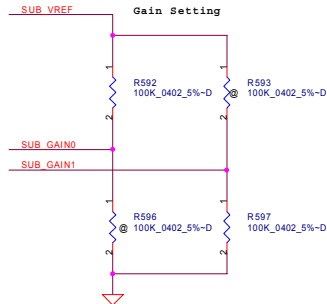 SUB_VREF
Gain Setting
1
1
R592
100K_0402_5%~D
R593
@ 100K_0402_5%~D
2
2
SUB_GAIN0
SUB_GAIN1
1
1
R596
@ 100K_0402_5%~D
R597
100K_0402_5%~D
2
2